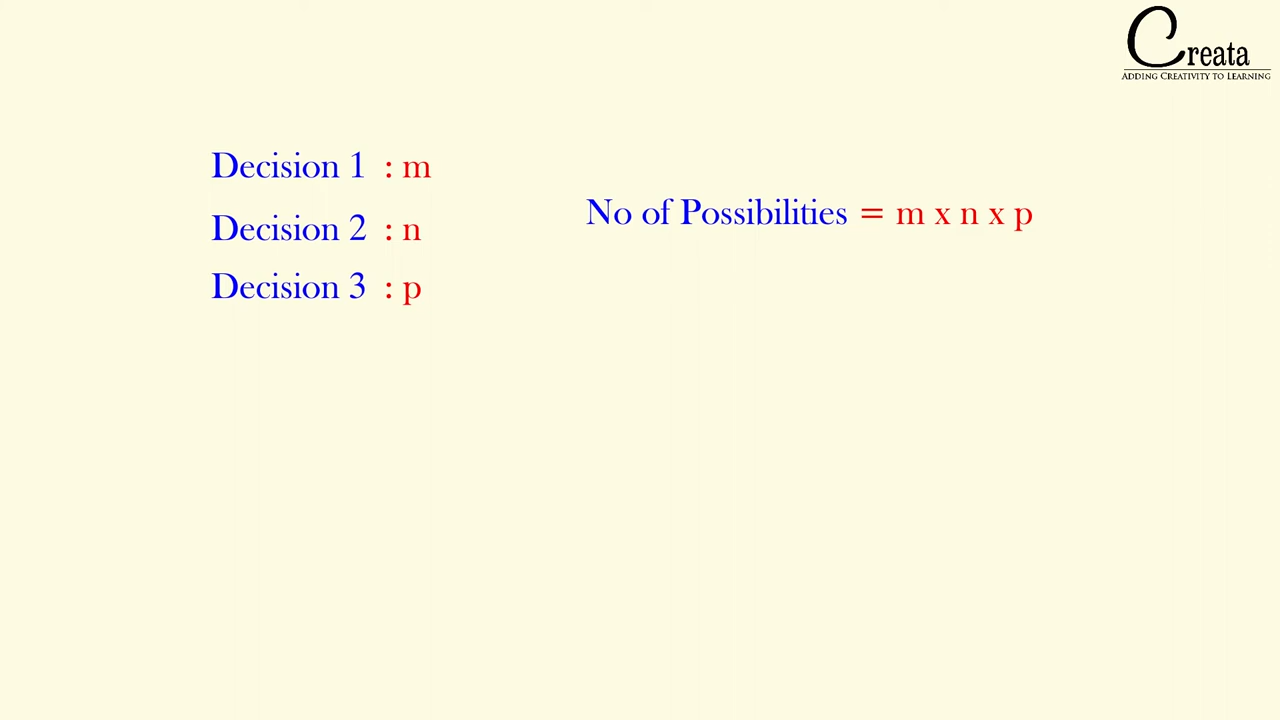 Creata
Adding Creativity to Learning
Decision 1 : m
Decision 2 : n
Decision 3 : p
No of Possibilities = m x n x p